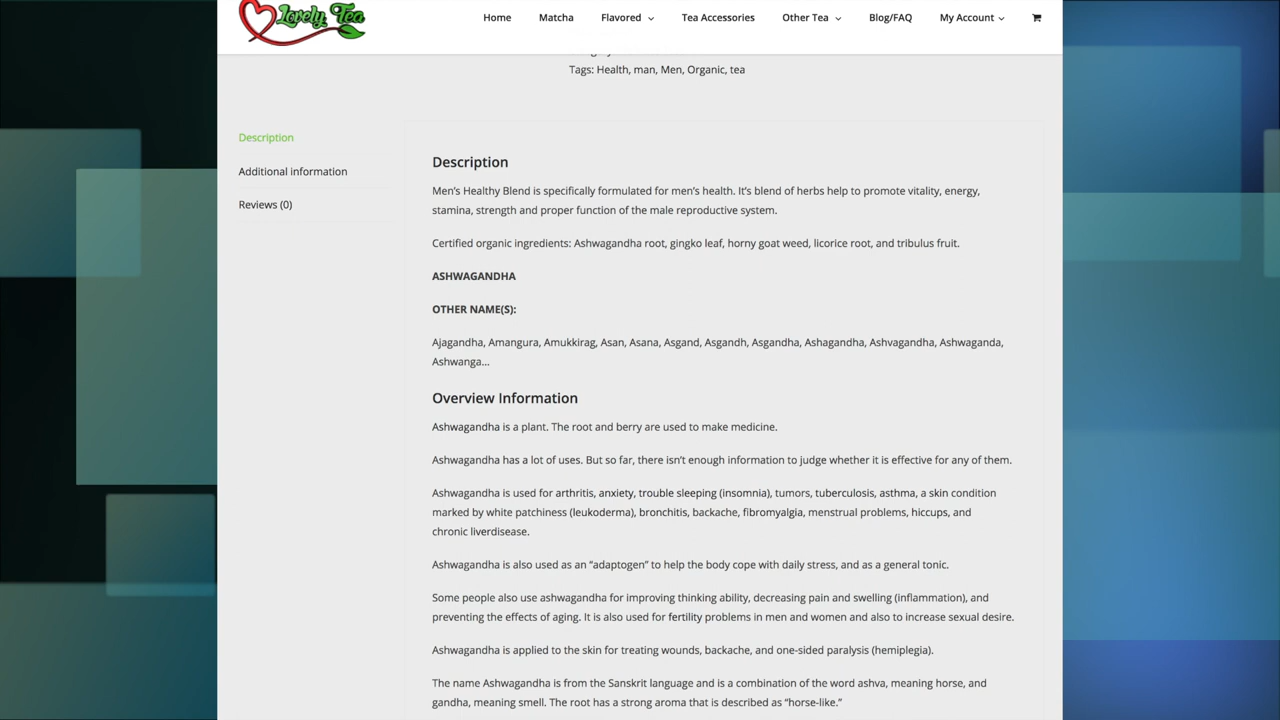 Lovely Tea
Home Matcha Flavored Tea Accessories Other Tea Blog/FAQ My Account
Tags: Health, man, Men, Organic, tea
Description
Additional information
Reviews (0)
Description
Men’s Healthy Blend is specifically formulated for men’s health. It’s blend of herbs help to promote vitality, energy,
stamina, strength and proper function of the male reproductive system.
Certified organic ingredients: Ashwagandha root, gingko leaf, horny goat weed, licorice root, and tribulus fruit.
ASHWAGANDHA
OTHER NAME(S):
Ajagandha, Amangura, Amukkirag, Asan, Asana, Asgand, Asgandh, Asgandha, Ashagandha, Ashvagandha, Ashwaganda,
Ashwanga...
Overview Information
Ashwagandha is a plant. The root and berry are used to make medicine.
Ashwagandha has a lot of uses. But so far, there isn’t enough information to judge whether it is effective for any of them.
Ashwagandha is used for arthritis, anxiety, trouble sleeping (insomnia), tumors, tuberculosis, asthma, a skin condition
marked by white patchiness (leukoderma), bronchitis, backache, fibromyalgia, menstrual problems, hiccups, and
chronic liverdisease.
Ashwagandha is also used as an “adaptogen” to help the body cope with daily stress, and as a general tonic.
Some people also use ashwagandha for improving thinking ability, decreasing pain and swelling (inflammation), and
preventing the effects of aging. It is also used for fertility problems in men and women and also to increase sexual desire.
Ashwagandha is applied to the skin for treating wounds, backache, and one-sided paralysis (hemiplegia).
The name Ashwagandha is from the Sanskrit language and is a combination of the word ashva, meaning horse, and
gandha, meaning smell. The root has a strong aroma that is described as “horse-like.”